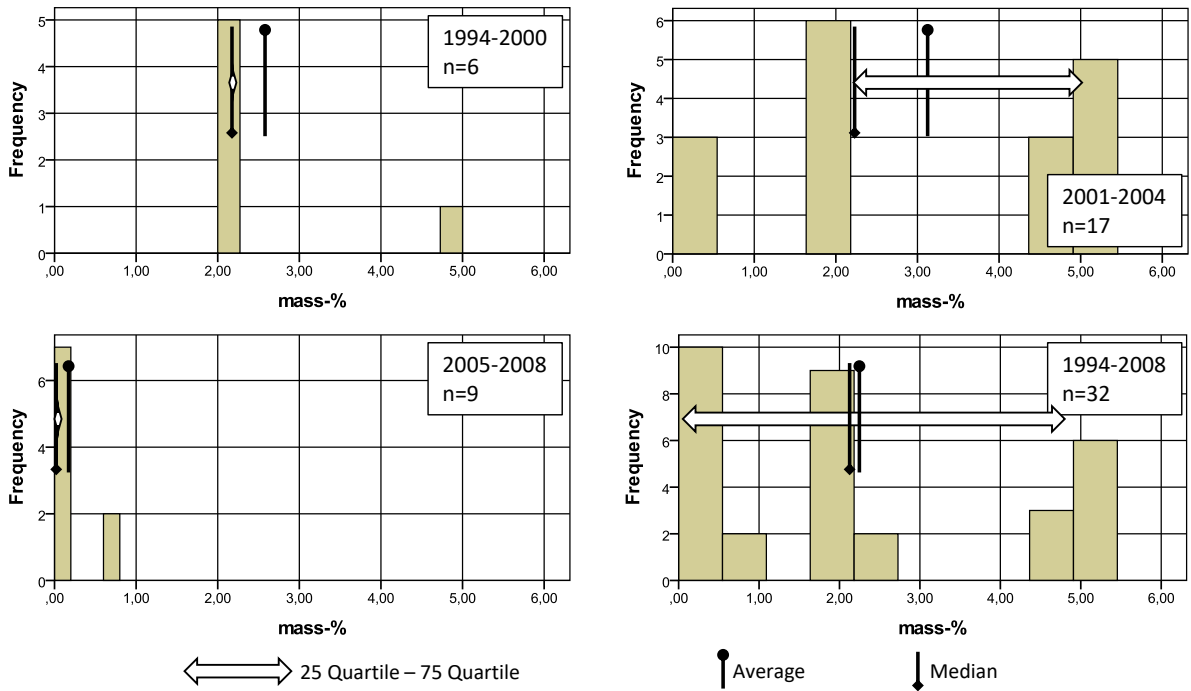 Frequency
5
4
3
2
1
0
1994-2000
n=6
,00 1,00 2,00 3,00 4,00 5,00 6,00
mass-%
Frequency
6
5
4
3
2
1
0
2001-2004
n=17
,00 1,00 2,00 3,00 4,00 5,00 6,00
mass-%
Frequency
6
4
2
0
2005-2008
n=9
,00 1,00 2,00 3,00 4,00 5,00 6,00
mass-%
Frequency
10
8
6
4
2
0
1994-2008
n=32
,00 1,00 2,00 3,00 4,00 5,00 6,00
mass-%
25 Quartile – 75 Quartile
Average
Median